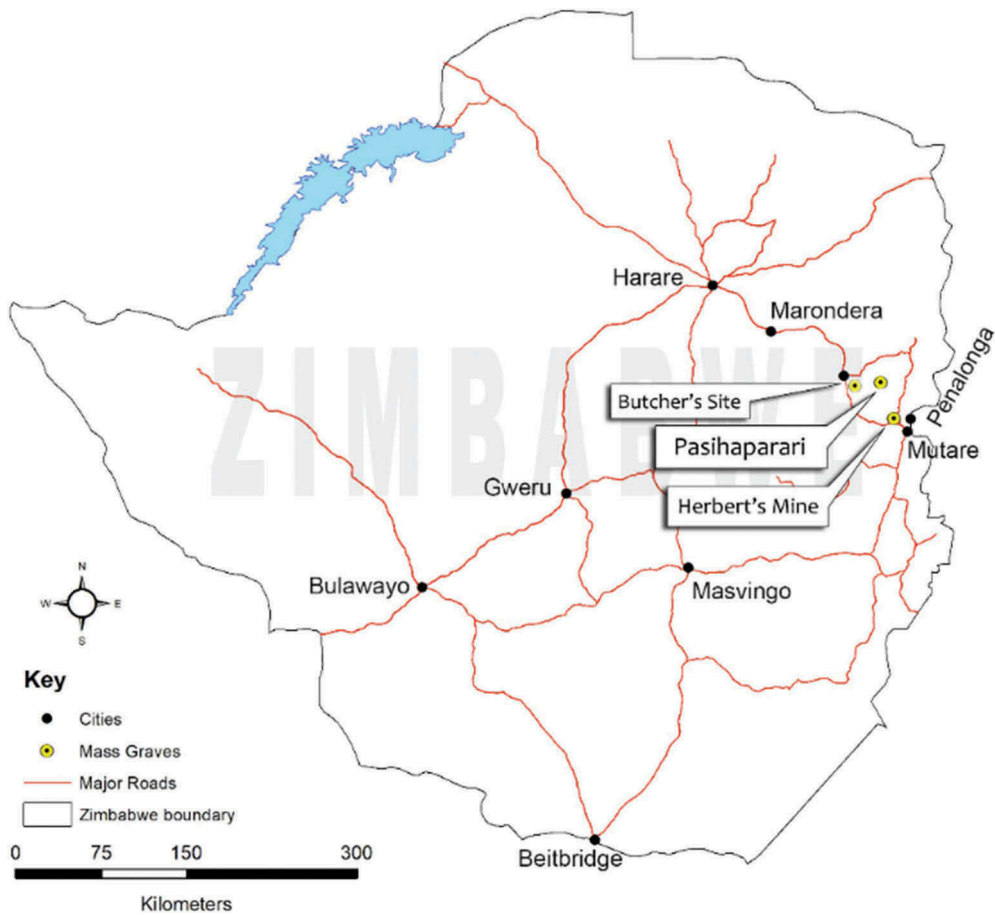 Harare
Marondera
ZIMBABWE
Butcher's Site
Penalonga
Pasihaparari
Mutare
Gweru
Herbert's Mine
N
Bulawayo
Masvingo
W
E
S
Key
Cities
Mass Graves
Major Roads
Zimbabwe boundary
0 75 150 300
Beitbridge
Kilometers